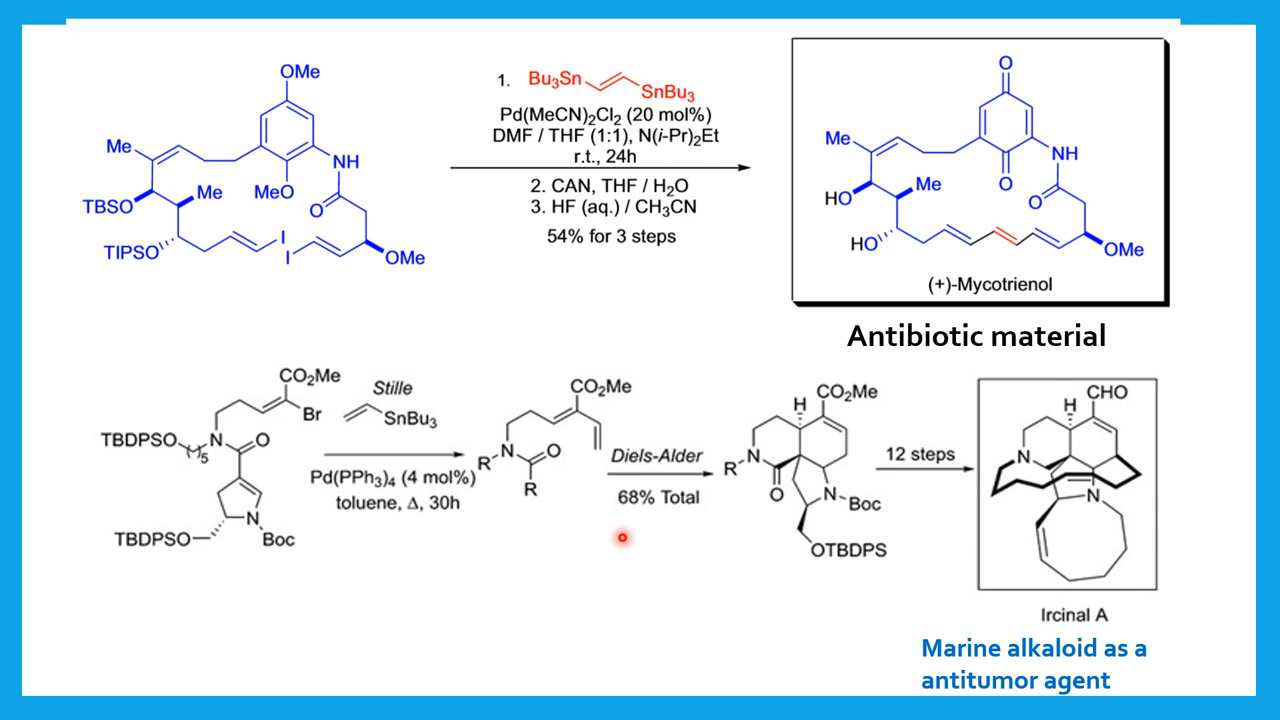 OMe
Me
NH
MeO
TBSO
Me
O
TIPSO
I
I
OMe
1. Bu3Sn SnBu3
Pd(MeCN)2Cl2 (20 mol%)
DMF / THF (1:1), N(i-Pr)2Et
r.t., 24h
2. CAN, THF / H2O
3. HF (aq.) / CH3CN
54% for 3 steps
O
Me
NH
O
HO
Me
O
HO
OMe
(+)-Mycotrienol
Antibiotic material
CO2Me
Br
TBDPSO
5
N
O
TBDPSO
N
Boc
Stille
SnBu3
Pd(PPh3)4 (4 mol%)
toluene, Δ, 30h
CO2Me
R
N
O
R
Diels-Alder
68% Total
CO2Me
H
R
N
O
N
Boc
OTBDPS
12 steps
CHO
H
N
N
Ircinal A
Marine alkaloid as a
antitumor agent